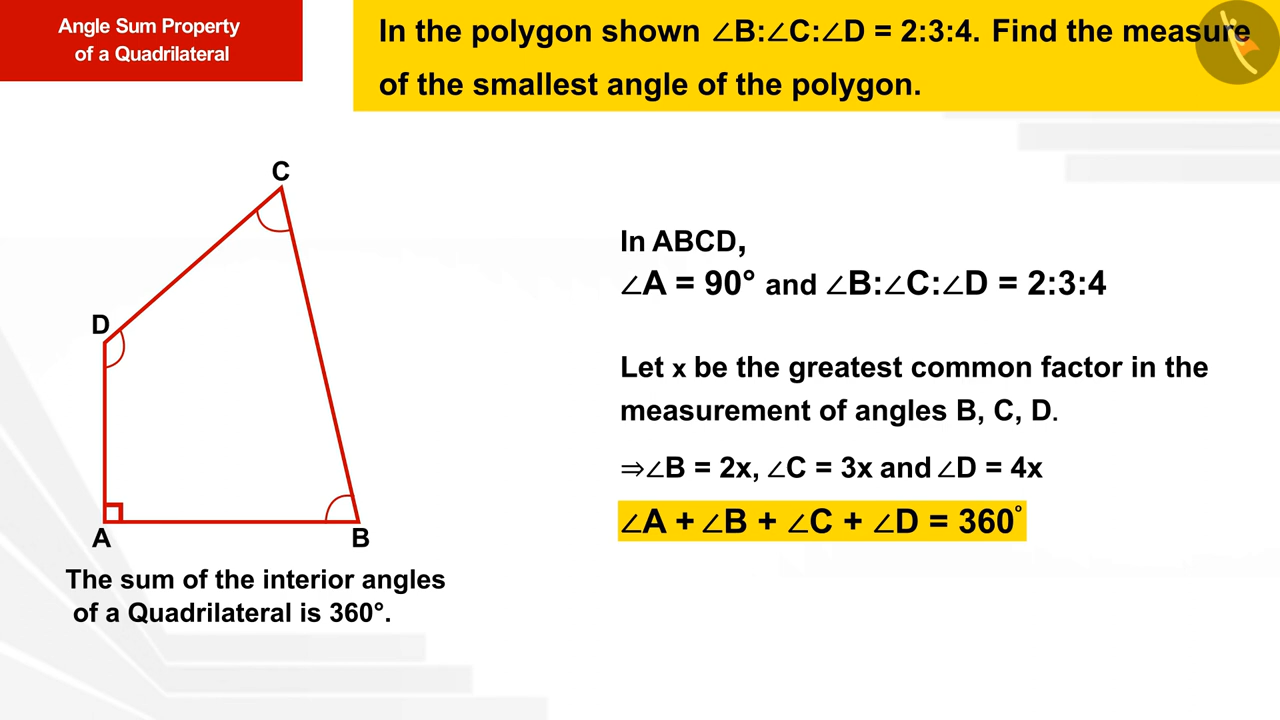 Angle Sum Property
of a Quadrilateral
In the polygon shown ∠B:∠C:∠D = 2:3:4. Find the measure
of the smallest angle of the polygon.
C
D
A
B
The sum of the interior angles
of a Quadrilateral is 360°.
In ABCD,
∠A = 90° and ∠B:∠C:∠D = 2:3:4
Let x be the greatest common factor in the
measurement of angles B, C, D.
⇒∠B = 2x, ∠C = 3x and ∠D = 4x
∠A + ∠B + ∠C + ∠D = 360°